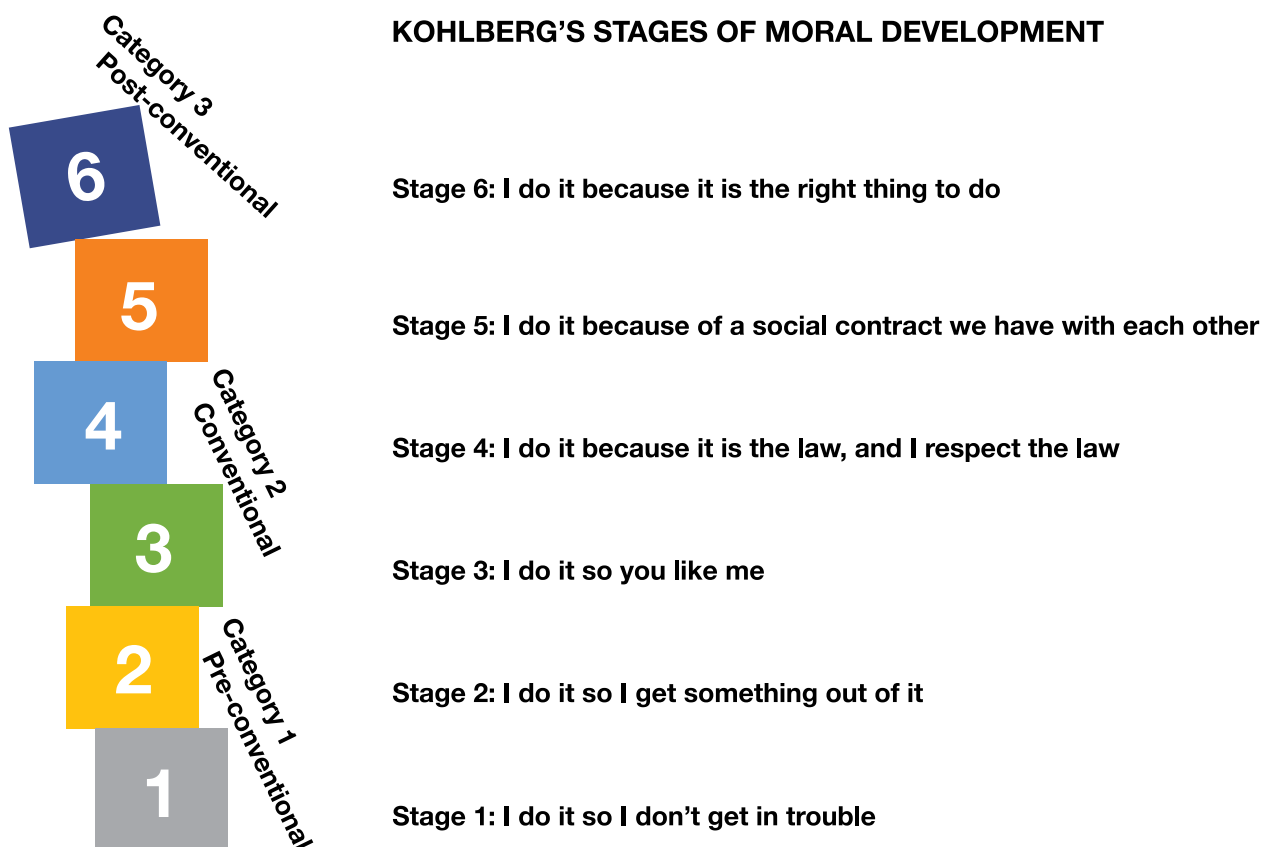 KOHLBERG'S STAGES OF MORAL DEVELOPMENT
Category 3
Post-conventional
6
Stage 6: I do it because it is the right thing to do
5
Stage 5: I do it because of a social contract we have with each other
4
Category 2
Conventional
Stage 4: I do it because it is the law, and I respect the law
3
Stage 3: I do it so you like me
2
Category 1
Pre-conventional
Stage 2: I do it so I get something out of it
1
Stage 1: I do it so I don't get in trouble